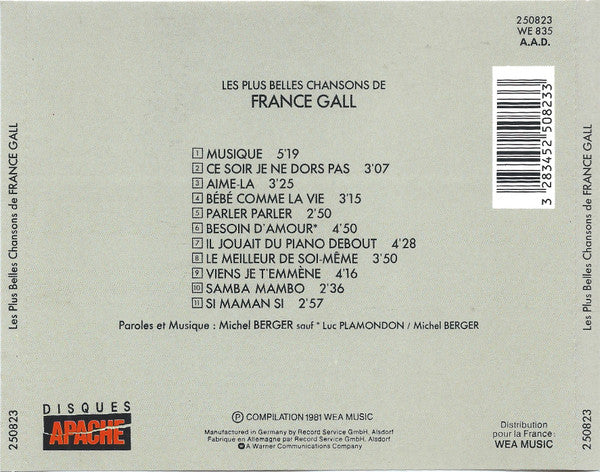 250823
WE 835
A.A.D.
LES PLUS BELLES CHANSONS DE
FRANCE GALL
1 MUSIQUE 5'19
2 CE SOIR JE NE DORS PAS 3'07
3 AIME-LA 3'25
4 BÉBÉ COMME LA VIE 3'15
5 PARLER PARLER 2'50
6 BESOIN D'AMOUR* 4'50
7 IL JOUAIT DU PIANO DEBOUT 4'28
8 LE MEILLEUR DE SOI-MÊME 3'50
9 VIENS JE T'EMMÈNE 4'16
10 SAMBA MAMBO 2'36
11 SI MAMAN SI 2'57
Paroles et Musique : Michel BERGER sauf * Luc PLAMONDON / Michel BERGER
3 283452 508233
Les Plus Belles Chansons de FRANCE GALL
250823
Les Plus Belles Chansons de FRANCE GALL
250823
DISQUES
APACHE
Ⓟ COMPILATION 1981 WEA MUSIC
Manufactured in Germany by Record Service GmbH, Alsdorf
Fabriqué en Allemagne par Record Service GmbH, Alsdorf
A Warner Communications Company
Distribution
pour la France :
WEA MUSIC